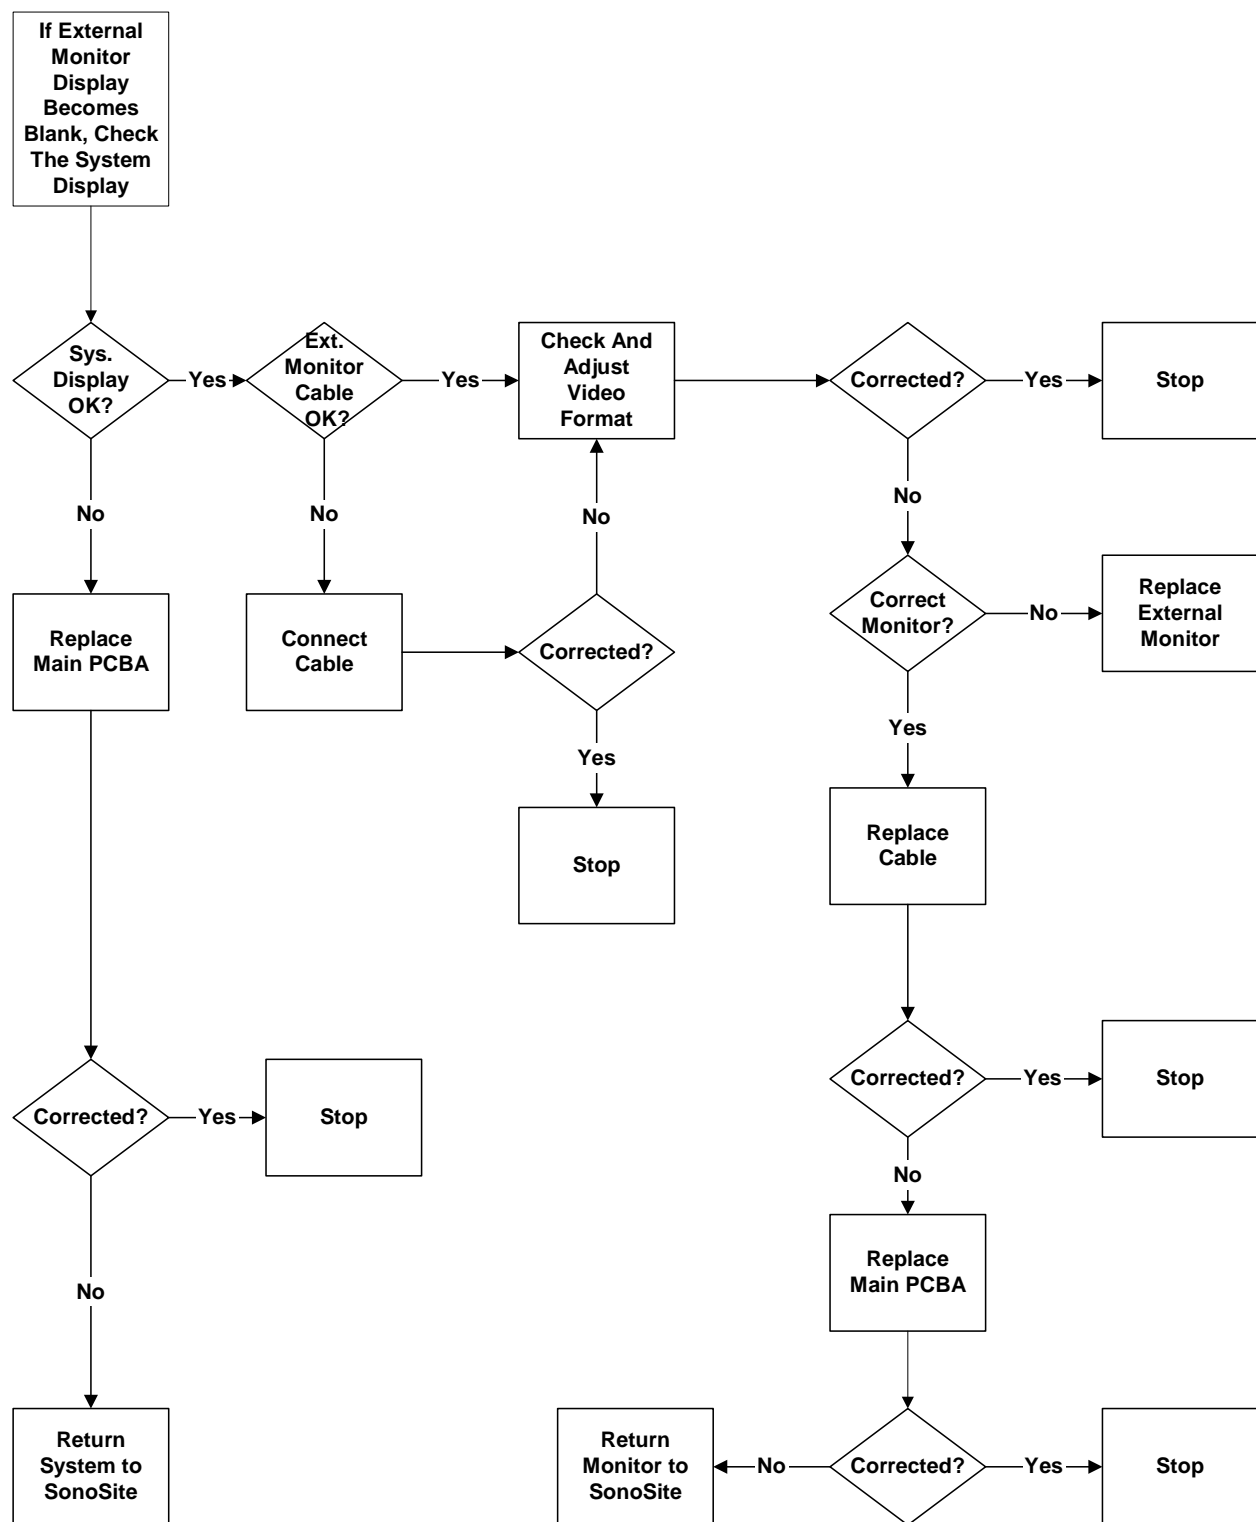 If External
Monitor
Display
Becomes
Blank, Check
The System
Display
Sys.
Display
OK?
Yes
Ext.
Monitor
Cable
OK?
Yes
Check And
Adjust
Video
Format
Corrected?
Yes
Stop
No
No
No
No
Replace
Main PCBA
Connect
Cable
Corrected?
Correct
Monitor?
No
Replace
External
Monitor
Yes
Yes
Stop
Replace
Cable
Corrected?
Yes
Stop
Corrected?
Yes
Stop
No
Replace
Main PCBA
No
Return
System to
SonoSite
Return
Monitor to
SonoSite
No
Corrected?
Yes
Stop